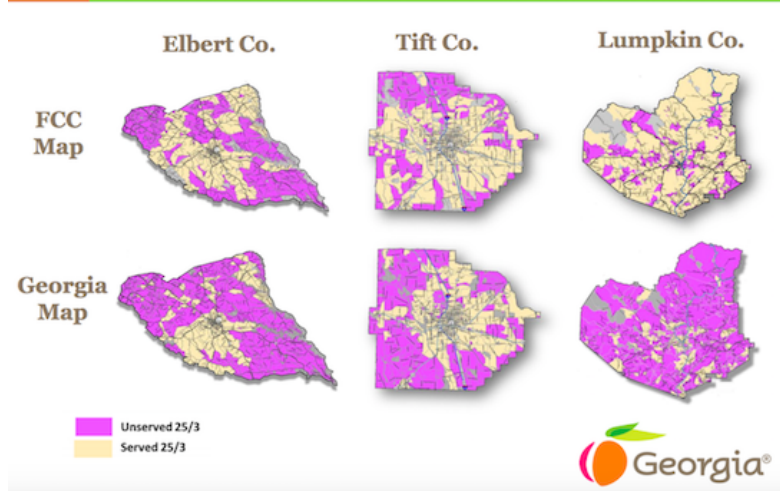 Elbert Co.
Tift Co.
Lumpkin Co.
FCC
Map
Georgia
Map
Unserved 25/3
Served 25/3
Georgia®